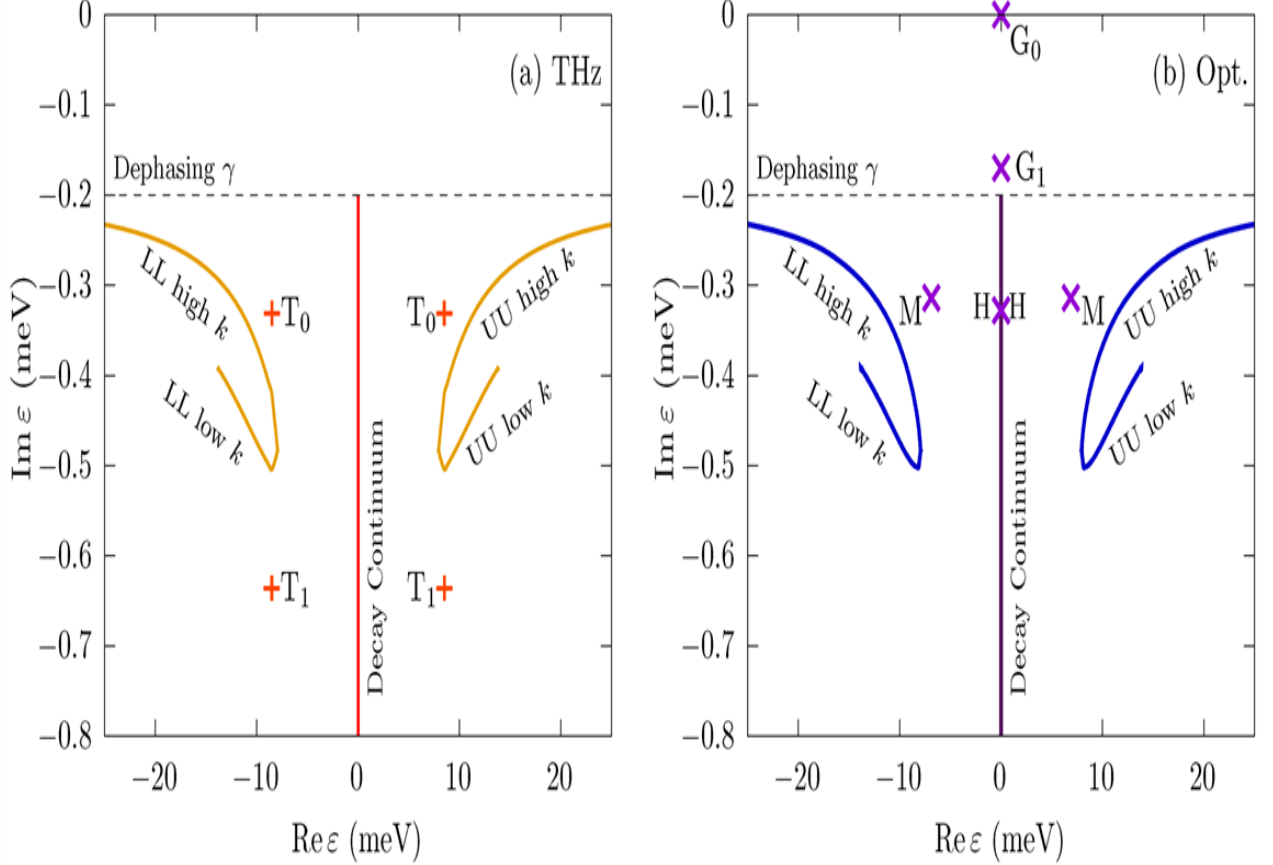 (a) THz
Im ε (meV)
0
−0.1
−0.2
−0.3
−0.4
−0.5
−0.6
−0.7
−0.8
Dephasing γ
LL high k
UU high k
T₀
T₀
LL low k
UU low k
T₁
T₁
Decay Continuum
−20
−10
0
10
20
Re ε (meV)
(b) Opt.
Im ε (meV)
0
−0.1
−0.2
−0.3
−0.4
−0.5
−0.6
−0.7
−0.8
G₀
Dephasing γ
G₁
LL high k
UU high k
M
H
H
M
LL low k
UU low k
Decay Continuum
−20
−10
0
10
20
Re ε (meV)